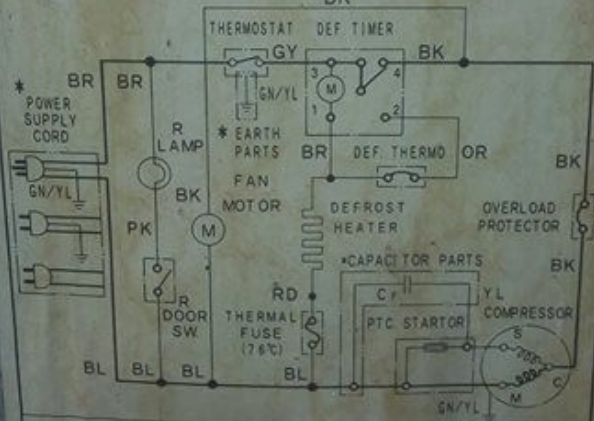 BR
THERMOSTAT DEF TIMER
GY
BK
BR
BR
3
4
M
1
2
* POWER
SUPPLY
CORD
GN/YL
* EARTH
PARTS
R
LAMP
BR
DEF. THERMO
OR
BK
GN/YL
FAN
MOTOR
BK
M
DEFROST
HEATER
OVERLOAD
PROTECTOR
PK
BK
*CAPACITOR PARTS
Cr
YL
RD
R
DOOR
SW.
THERMAL
FUSE
(76℃)
PTC STARTOR
COMPRESSOR
S
C
M
BL
BL
BL
BL
GN/YL